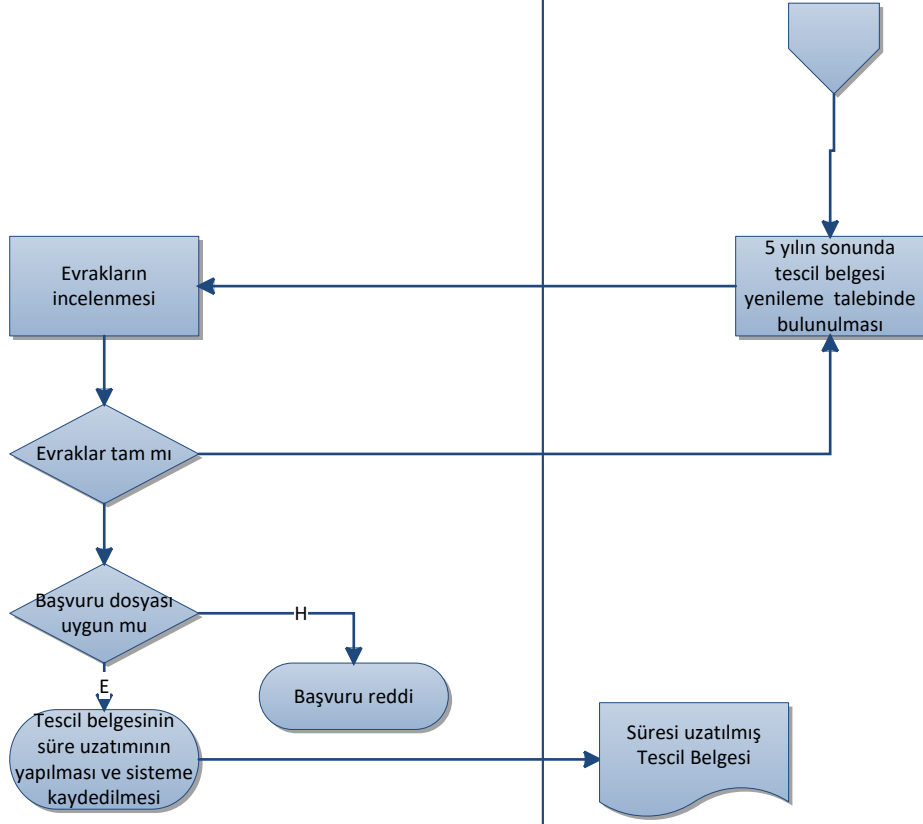 5 yılın sonunda
tescil belgesi
yenileme talebinde
bulunulması
Evrakların
incelenmesi
Evraklar tam mı
Başvuru dosyası
uygun mu
H
Başvuru reddi
E
Tescil belgesinin
süre uzatımının
yapılması ve sisteme
kaydedilmesi
Süresi uzatılmış
Tescil Belgesi